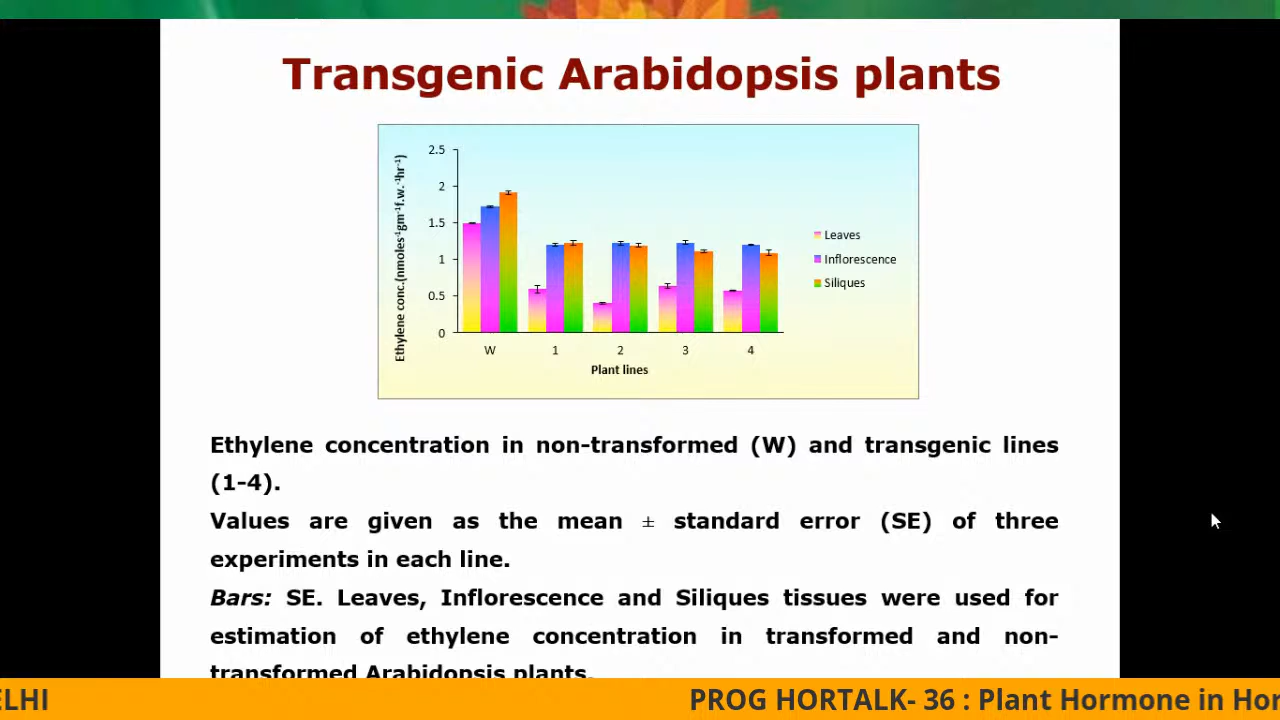 Transgenic Arabidopsis plants
Ethylene conc.(nmoles⁻¹gm⁻¹f.w.⁻¹hr⁻¹)
2.5
2
1.5
1
0.5
0
W 1 2 3 4
Plant lines
Leaves
Inflorescence
Siliques
Ethylene concentration in non-transformed (W) and transgenic lines
(1-4).
Values are given as the mean ± standard error (SE) of three
experiments in each line.
Bars: SE. Leaves, Inflorescence and Siliques tissues were used for
estimation of ethylene concentration in transformed and non-
transformed Arabidopsis plants.
ELHI PROG HORTALK- 36 : Plant Hormone in Hor